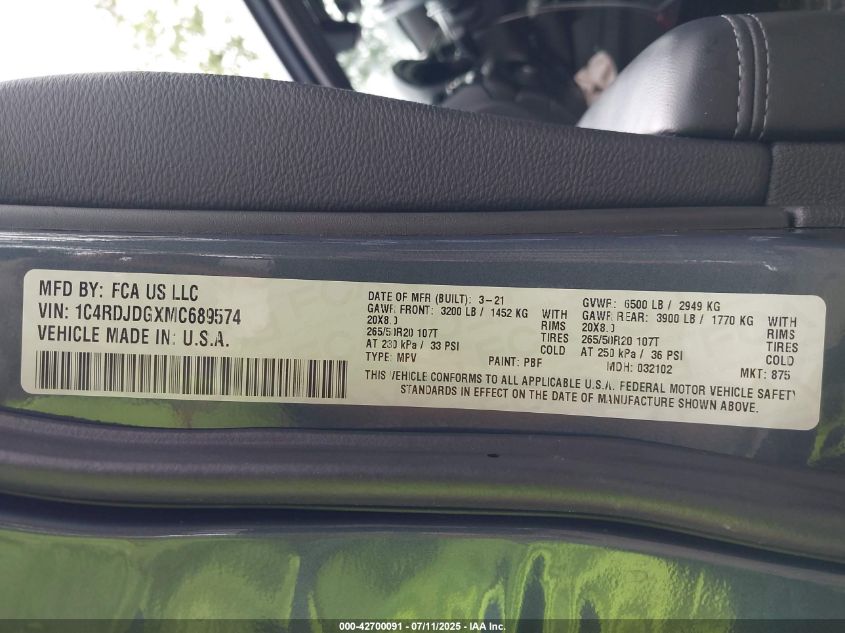 MFD BY: FCA US LLC
VIN: 1C4RDJDGXMC689574
VEHICLE MADE IN: U.S.A.
DATE OF MFR (BUILT): 3-21
GAWR FRONT: 3200 LB / 1452 KG WITH
20X8.0 RIMS
265/50R20 107T TIRES
AT 230 kPa / 33 PSI COLD
TYPE: MPV PAINT: PBF
GVWR: 6500 LB / 2949 KG
GAWR REAR: 3900 LB / 1770 KG WITH
20X8.0 RIMS
265/50R20 107T TIRES
AT 250 kPa / 36 PSI COLD
MDH: 032102 MKT: 875
THIS VEHICLE CONFORMS TO ALL APPLICABLE U.S.A. FEDERAL MOTOR VEHICLE SAFETY
STANDARDS IN EFFECT ON THE DATE OF MANUFACTURE SHOWN ABOVE.
000-42700091 - 07/11/2025 - IAA Inc.